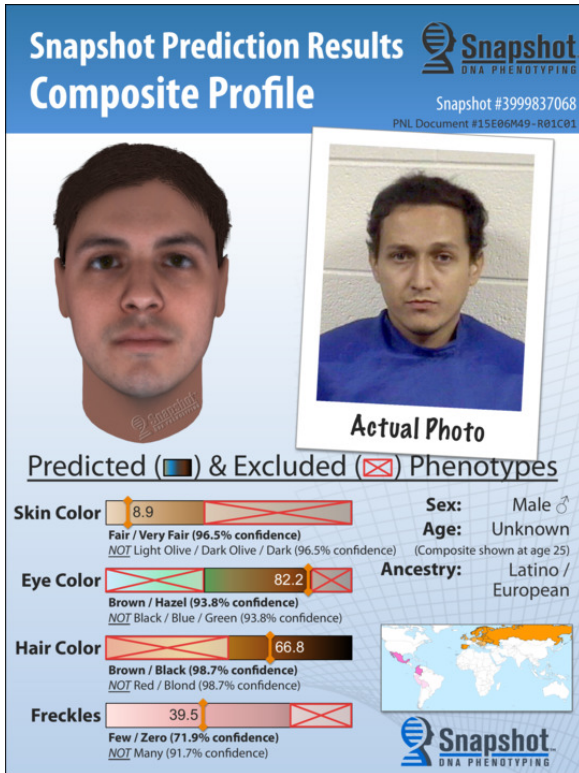 Snapshot Prediction Results
Composite Profile
Snapshot
DNA PHENOTYPING
Snapshot #3999837068
PNL Document #15E06M49-R01C01
Snapshot
Actual Photo
Predicted ( ) & Excluded ( ) Phenotypes
Skin Color
8.9
Fair / Very Fair (96.5% confidence)
NOT Light Olive / Dark Olive / Dark (96.5% confidence)
Eye Color
82.2
Brown / Hazel (93.8% confidence)
NOT Black / Blue / Green (93.8% confidence)
Hair Color
66.8
Brown / Black (98.7% confidence)
NOT Red / Blond (98.7% confidence)
Freckles
39.5
Few / Zero (71.9% confidence)
NOT Many (91.7% confidence)
Sex: Male ♂
Age: Unknown
(Composite shown at age 25)
Ancestry: Latino /
European
Snapshot
DNA PHENOTYPING